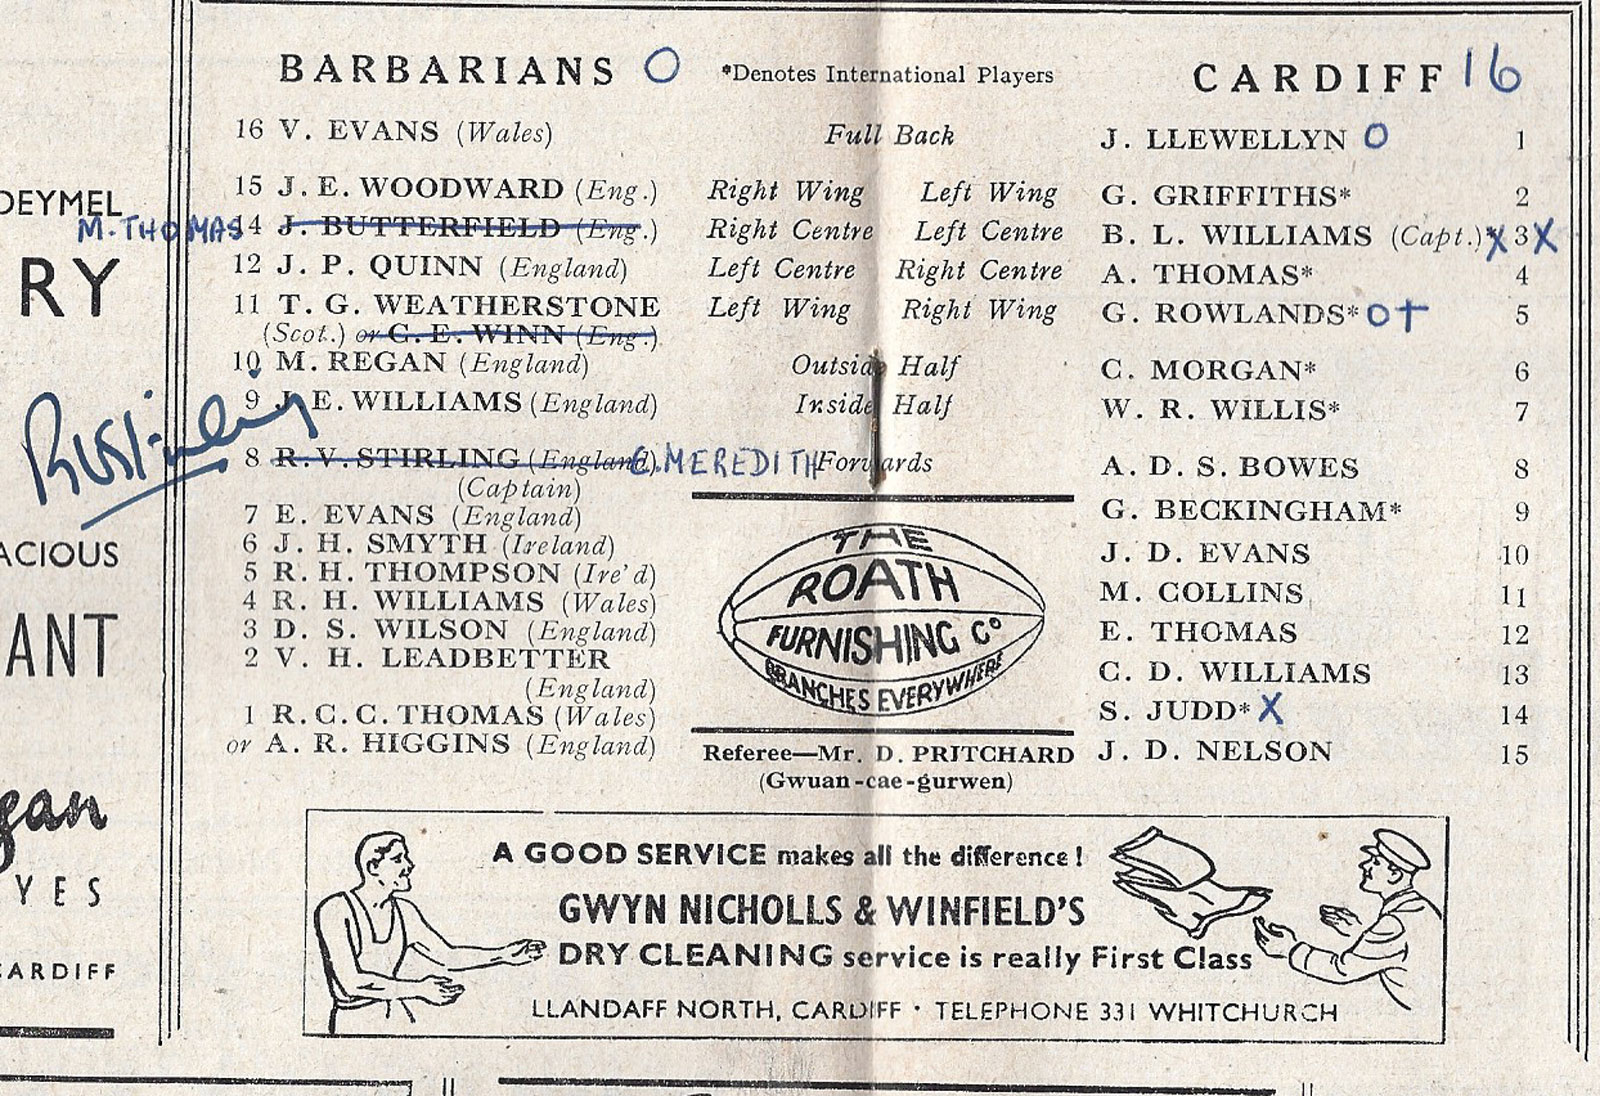 BARBARIANS 0 *Denotes International Players CARDIFF 16
16 V. EVANS (Wales) Full Back J. LLEWELLYN O 1
15 J. E. WOODWARD (Eng.) Right Wing Left Wing G. GRIFFITHS* 2
DEYMEL
M. THOMAS 14 J. BUTTERFIELD (Eng.) Right Centre Left Centre B. L. WILLIAMS (Capt.)* X 3 X
12 J. P. QUINN (England) Left Centre Right Centre A. THOMAS* 4
RY
11 T. G. WEATHERSTONE Left Wing Right Wing G. ROWLANDS* O+ 5
(Scot.) or C. E. WINN (Eng.)
10 M. REGAN (England) Outside Half C. MORGAN* 6
9 J. E. WILLIAMS (England) Inside Half W. R. WILLIS* 7
8 R. V. STIRLING (England) C. MEREDITH Forwards A. D. S. BOWES 8
(Captain)
7 E. EVANS (England) G. BECKINGHAM* 9
6 J. H. SMYTH (Ireland) J. D. EVANS 10
ACIOUS
5 R. H. THOMPSON (Ire'd) M. COLLINS 11
4 R. H. WILLIAMS (Wales)
3 D. S. WILSON (England) E. THOMAS 12
ANT
2 V. H. LEADBETTER C. D. WILLIAMS 13
(England)
1 R. C. C. THOMAS (Wales) S. JUDD* X 14
or A. R. HIGGINS (England) J. D. NELSON 15
THE
ROATH
FURNISHING Co
BRANCHES EVERYWHERE
Referee—Mr. D. PRITCHARD
(Gwuan-cae-gurwen)
gan
YES
CARDIFF
A GOOD SERVICE makes all the difference!
GWYN NICHOLLS & WINFIELD'S
DRY CLEANING service is really First Class
LLANDAFF NORTH, CARDIFF · TELEPHONE 331 WHITCHURCH